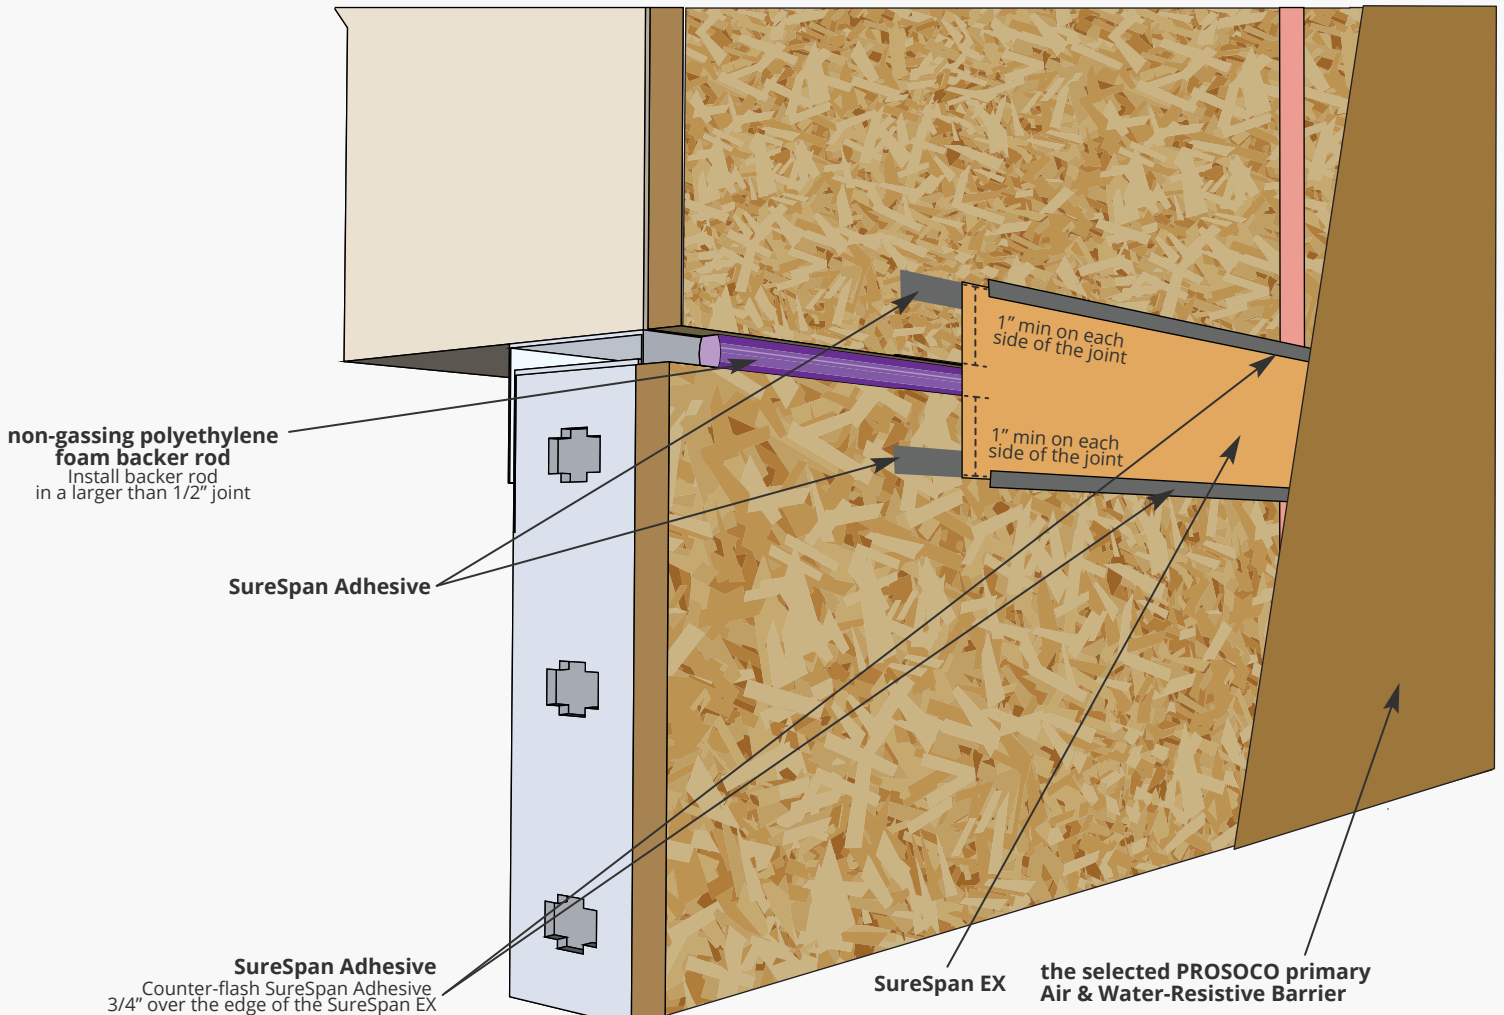 1” min on each
side of the joint
1” min on each
side of the joint
non-gassing polyethylene
foam backer rod
Install backer rod
in a larger than 1/2” joint
SureSpan Adhesive
SureSpan Adhesive
Counter-flash SureSpan Adhesive
3/4” over the edge of the SureSpan EX
SureSpan EX
the selected PROSOCO primary
Air & Water-Resistive Barrier